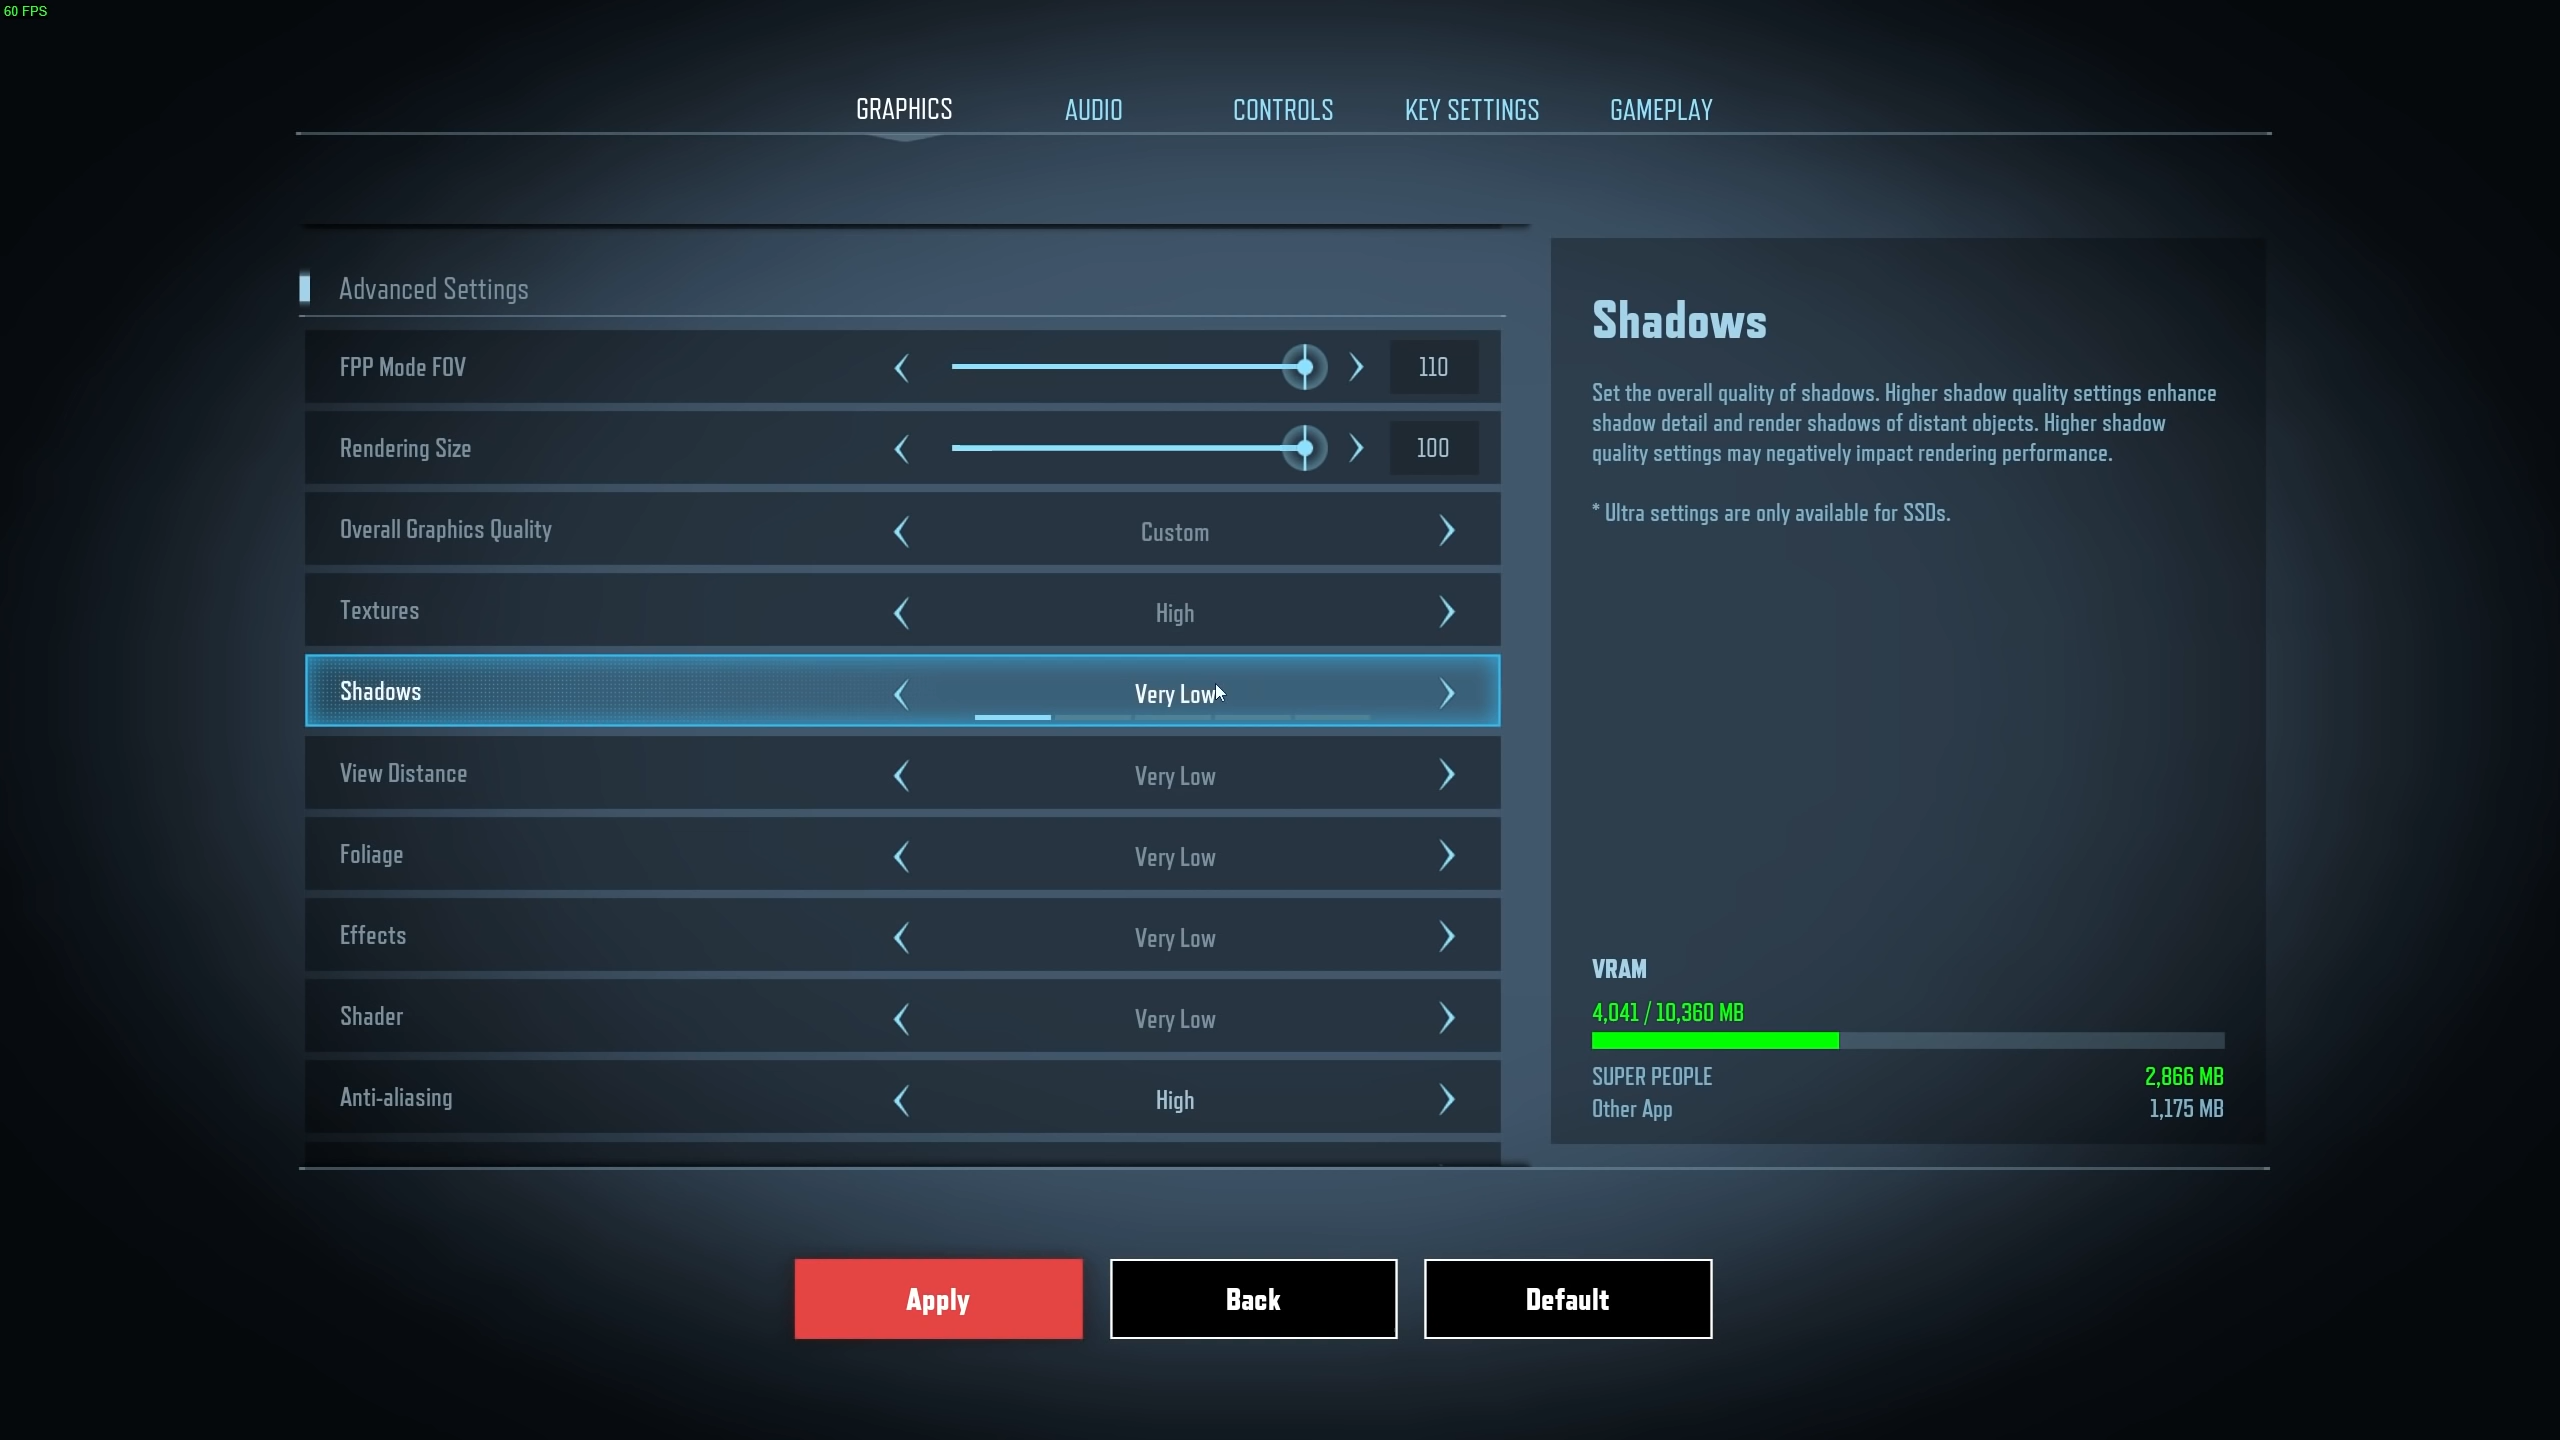 60 FPS
GRAPHICS AUDIO CONTROLS KEY SETTINGS GAMEPLAY
Advanced Settings
FPP Mode FOV 110
Rendering Size 100
Overall Graphics Quality Custom
Textures High
Shadows Very Low
View Distance Very Low
Foliage Very Low
Effects Very Low
Shader Very Low
Anti-aliasing High
Shadows
Set the overall quality of shadows. Higher shadow quality settings enhance
shadow detail and render shadows of distant objects. Higher shadow
quality settings may negatively impact rendering performance.
* Ultra settings are only available for SSDs.
VRAM
4,041 / 10,360 MB
SUPER PEOPLE 2,866 MB
Other App 1,175 MB
Apply Back Default